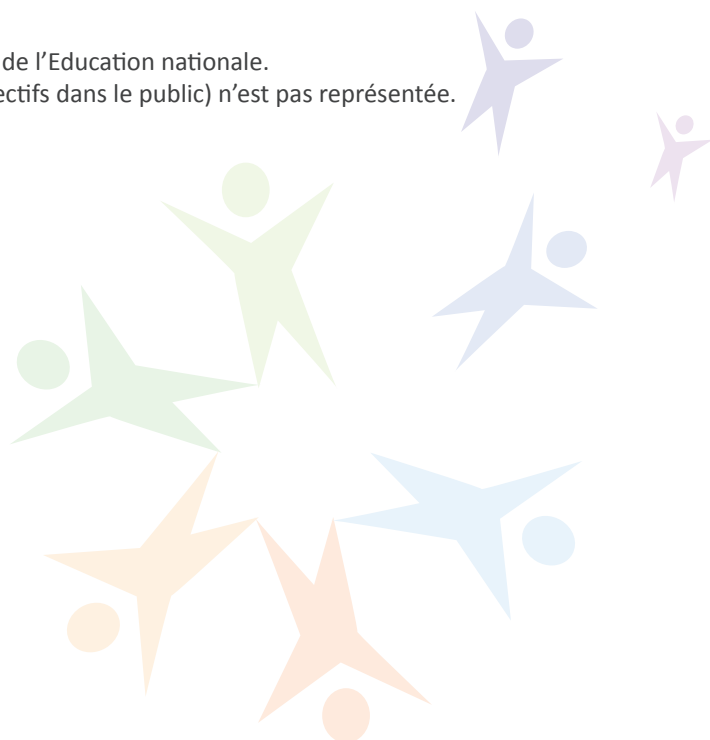 de l’Education nationale.
ectifs dans le public) n’est pas représentée.